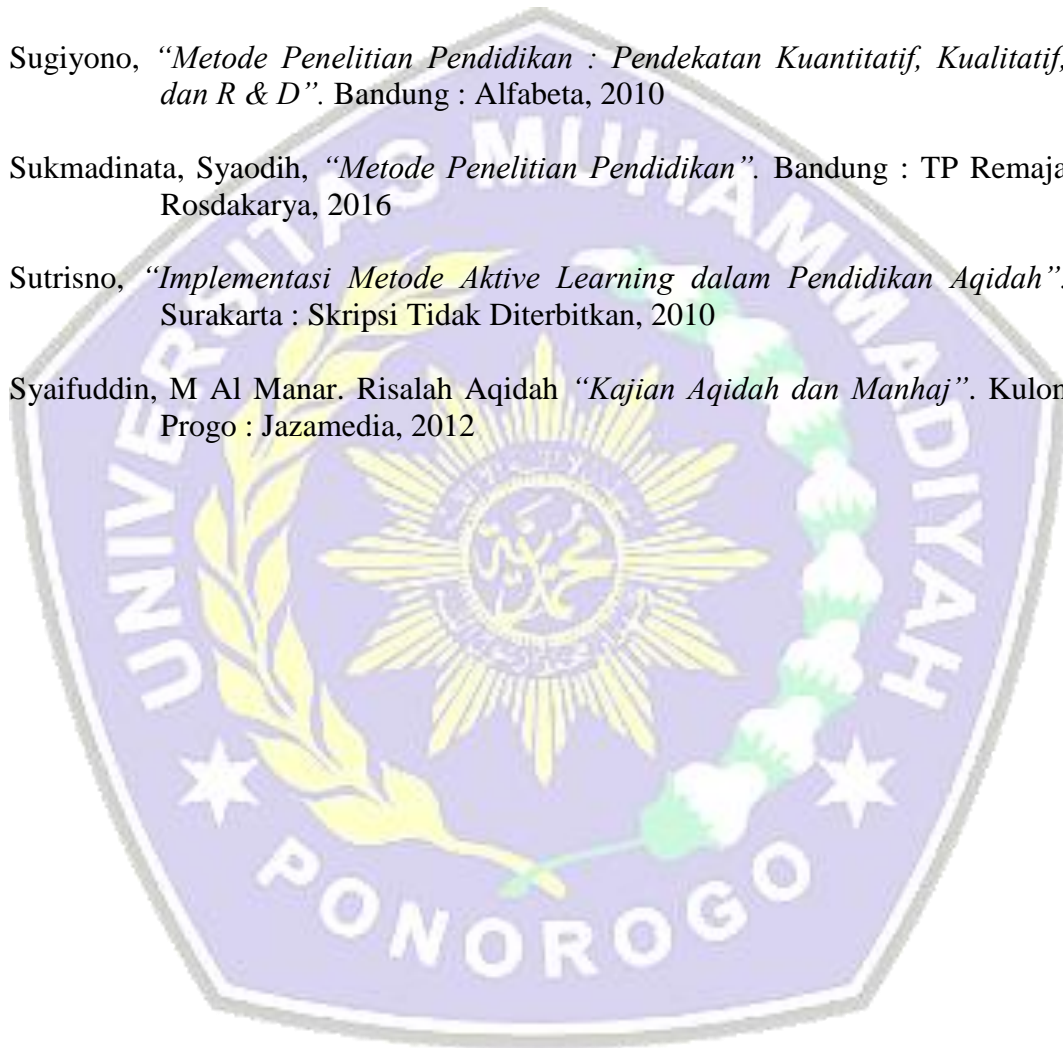 Sugiyono, “Metode Penelitian Pendidikan : Pendekatan Kuantitatif, Kualitatif,
dan R & D”. Bandung : Alfabeta, 2010
Sukmadinata, Syaodih, “Metode Penelitian Pendidikan”. Bandung : TP Remaja
Rosdakarya, 2016
Sutrisno, “Implementasi Metode Aktive Learning dalam Pendidikan Aqidah”.
Surakarta : Skripsi Tidak Diterbitkan, 2010
Syaifuddin, M Al Manar. Risalah Aqidah “Kajian Aqidah dan Manhaj”. Kulon
Progo : Jazamedia, 2012
UNIVERSITAS MUHAMMADIYAH
محمدية
PONOROGO